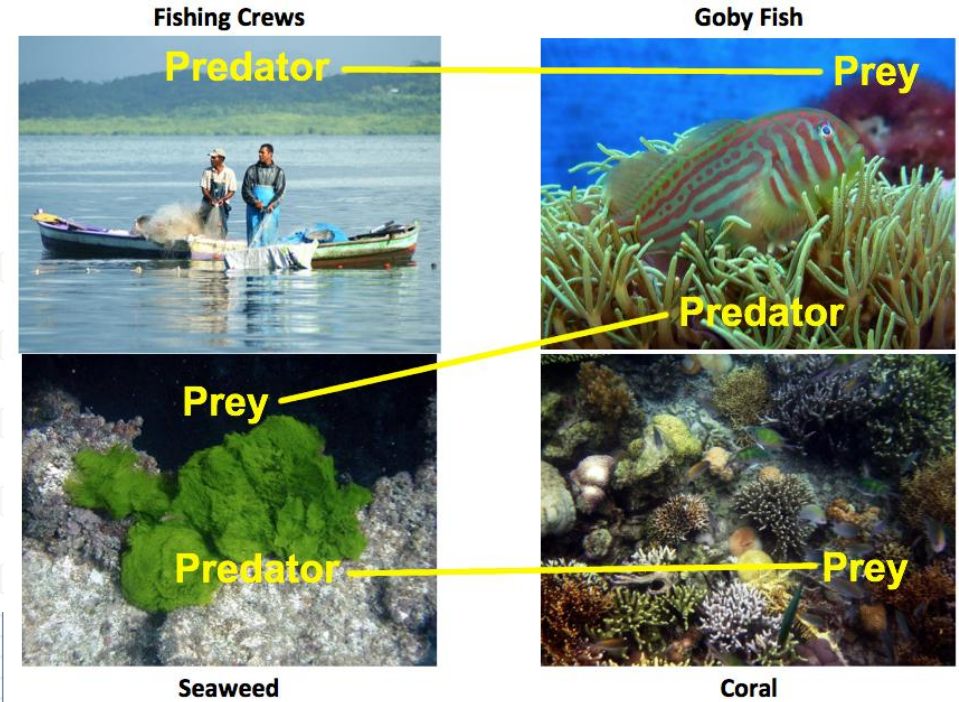 Fishing Crews
Goby Fish
Predator
Prey
Predator
Prey
Predator
Prey
Seaweed
Coral